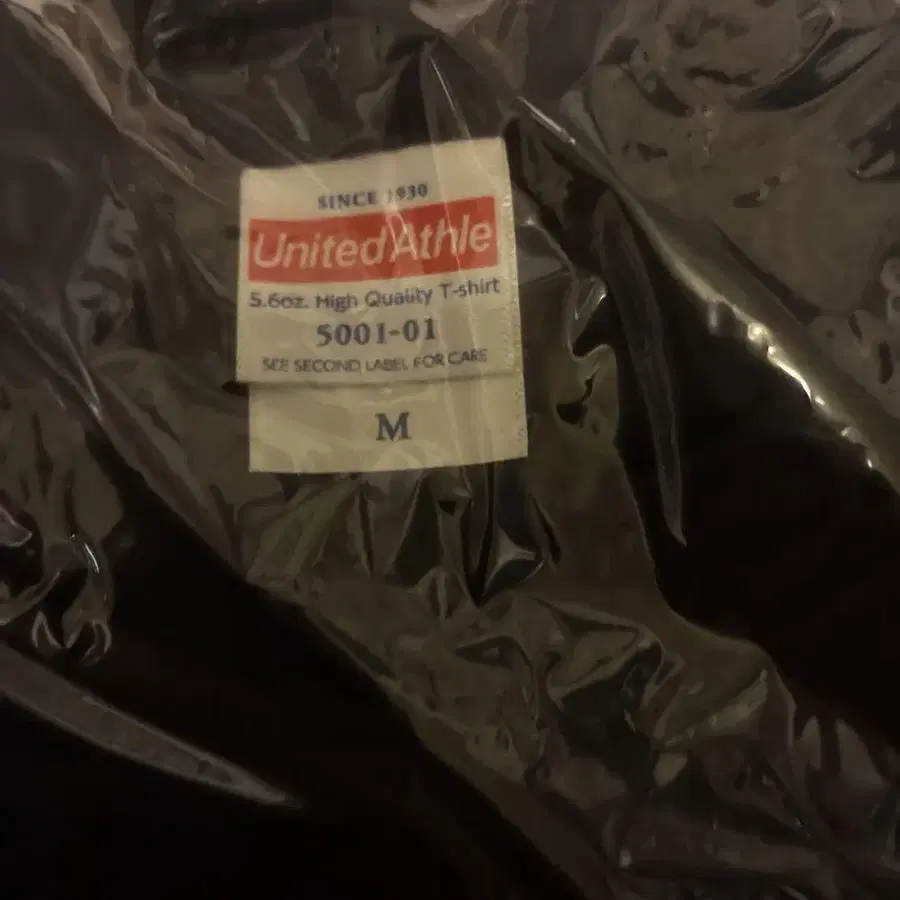 SINCE 1930
United Athle
5.6oz. High Quality T-shirt
5001-01
SEE SECOND LABEL FOR CARE
M